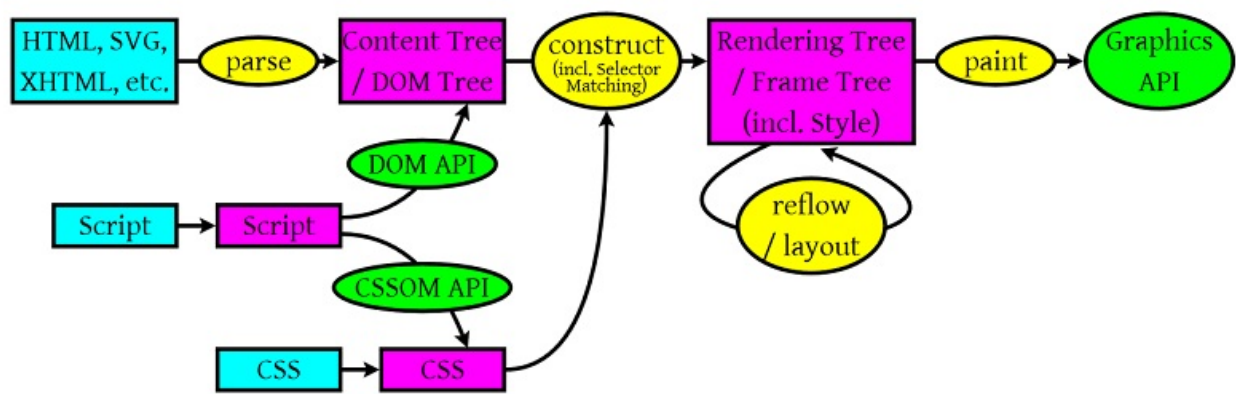 HTML, SVG,
XHTML, etc.
parse
Content Tree
/ DOM Tree
construct
(incl. Selector
Matching)
Rendering Tree
/ Frame Tree
(incl. Style)
paint
Graphics
API
DOM API
Script
Script
reflow
/ layout
CSSOM API
CSS
CSS